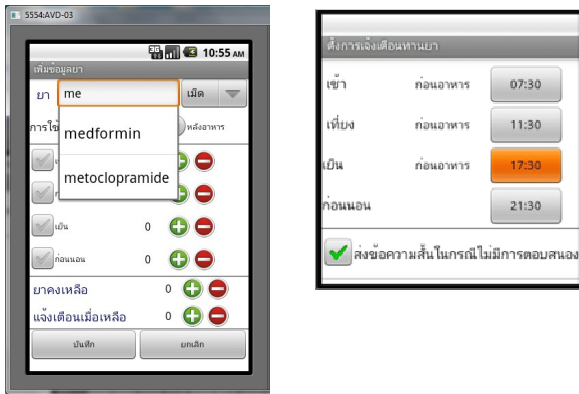 5554:AVD-03
3G 10:55 AM
เพิ่มข้อมูลยา
ยา me เม็ด
medformin
metoclopramide
การใช้
หลังอาหาร
เย็น 0
ก่อนนอน 0
ยาคงเหลือ 0
แจ้งเตือนเมื่อเหลือ 0
บันทึก ยกเลิก
ตั้งการแจ้งเตือนทานยา
เช้า ก่อนอาหาร 07:30
เที่ยง ก่อนอาหาร 11:30
เย็น ก่อนอาหาร 17:30
ก่อนนอน 21:30
ส่งข้อความสั้นในกรณีไม่มีการตอบสนอง